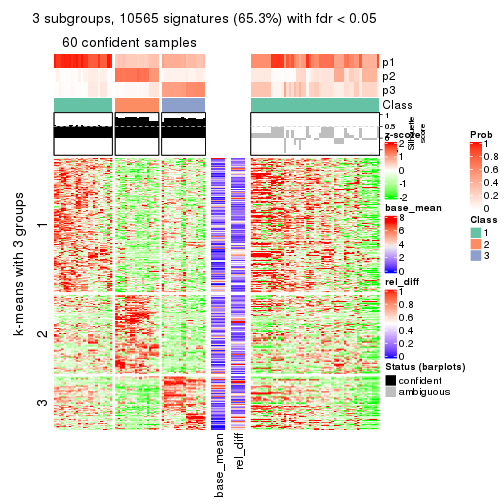 3 subgroups, 10565 signatures (65.3%) with fdr < 0.05
60 confident samples
p1
p2
p3
Class
1
0.5
0
Silhouette
score
k-means with 3 groups
1
2
3
base_mean
rel_diff
z-score
2
1
0
-1
-2
base_mean
8
6
4
2
0
rel_diff
1
0.8
0.6
0.4
0.2
0
Status (barplots)
confident
ambiguous
Prob
1
0.8
0.6
0.4
0.2
0
Class
1
2
3